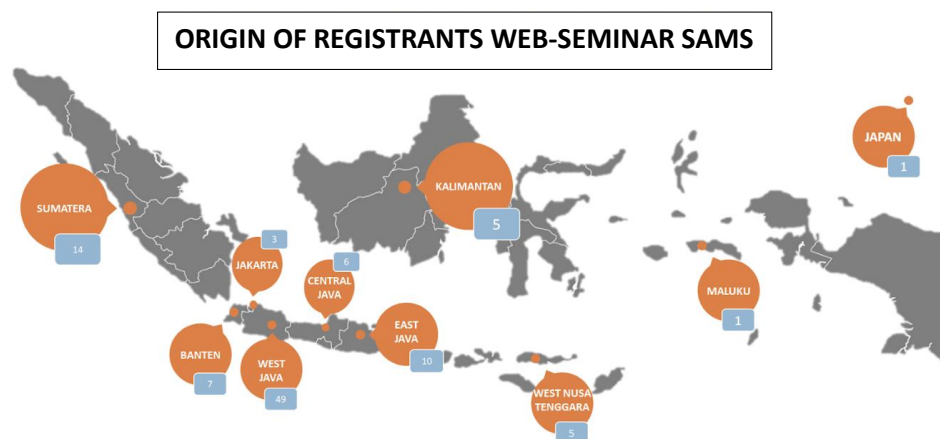 ORIGIN OF REGISTRANTS WEB-SEMINAR SAMS
JAPAN
1
KALIMANTAN
5
SUMATERA
14
3
JAKARTA
6
CENTRAL
JAVA
MALUKU
1
EAST
JAVA
10
BANTEN
7
WEST
JAVA
49
WEST NUSA
TENGGARA
5